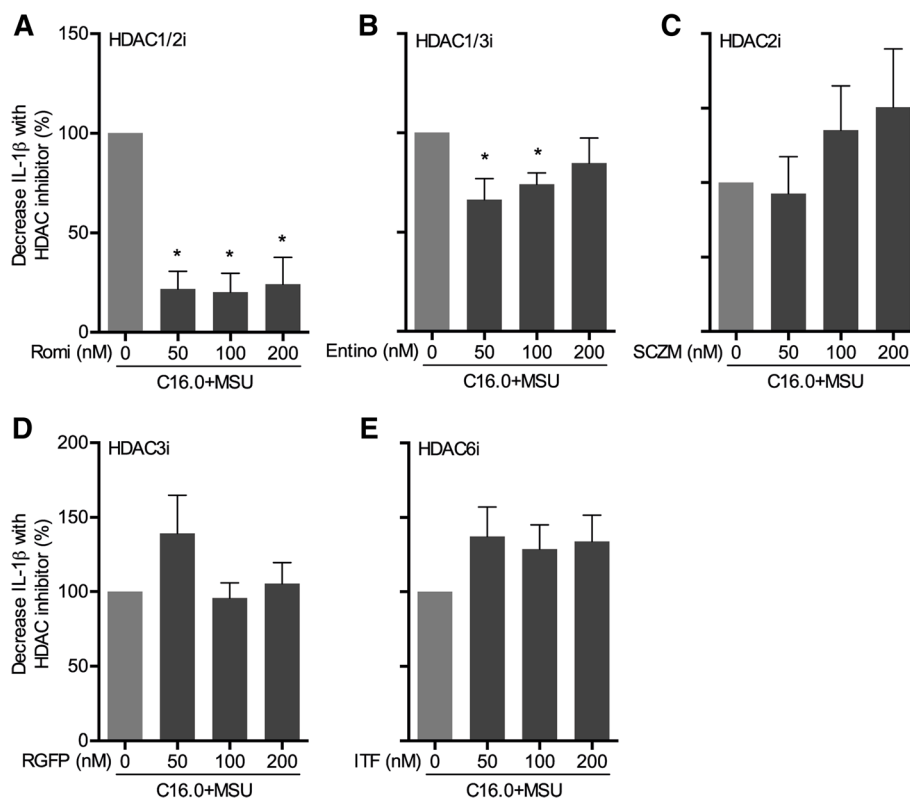 A
B
C
HDAC1/2i
HDAC1/3i
HDAC2i
Decrease IL-1β with
HDAC inhibitor (%)
150
100
50
0
*
*
*
*
*
Romi (nM) 0 50 100 200
Entino (nM) 0 50 100 200
SCZM (nM) 0 50 100 200
C16.0+MSU
C16.0+MSU
C16.0+MSU
D
E
HDAC3i
HDAC6i
Decrease IL-1β with
HDAC inhibitor (%)
200
150
100
50
0
RGFP (nM) 0 50 100 200
ITF (nM) 0 50 100 200
C16.0+MSU
C16.0+MSU